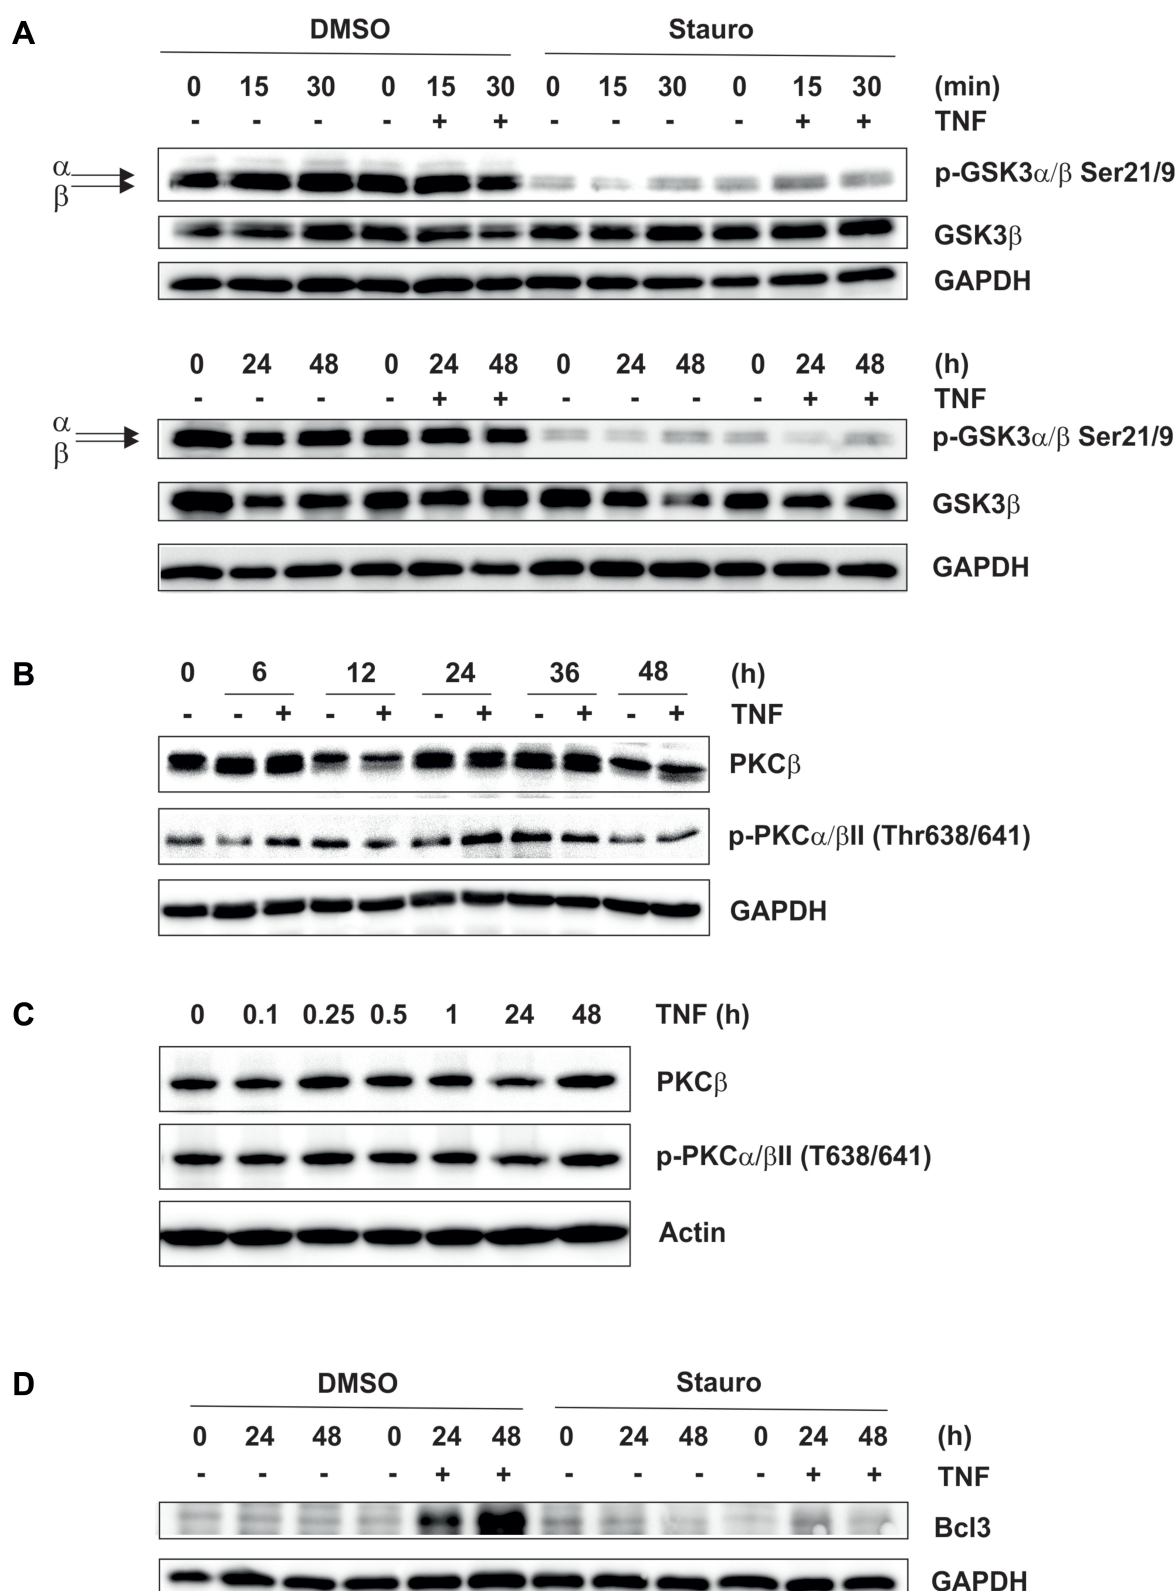 A
DMSO Stauro
0 15 30 0 15 30 0 15 30 0 15 30 (min)
- - - - + + - - - - + + TNF
α
β
p-GSK3α/β Ser21/9
GSK3β
GAPDH
0 24 48 0 24 48 0 24 48 0 24 48 (h)
- - - - + + - - - - + + TNF
α
β
p-GSK3α/β Ser21/9
GSK3β
GAPDH
B
0 6 12 24 36 48 (h)
- - + - + - + - + - + TNF
PKCβ
p-PKCα/βII (Thr638/641)
GAPDH
C
0 0.1 0.25 0.5 1 24 48 TNF (h)
PKCβ
p-PKCα/βII (T638/641)
Actin
D
DMSO Stauro
0 24 48 0 24 48 0 24 48 0 24 48 (h)
- - - - + + - - - - + + TNF
Bcl3
GAPDH